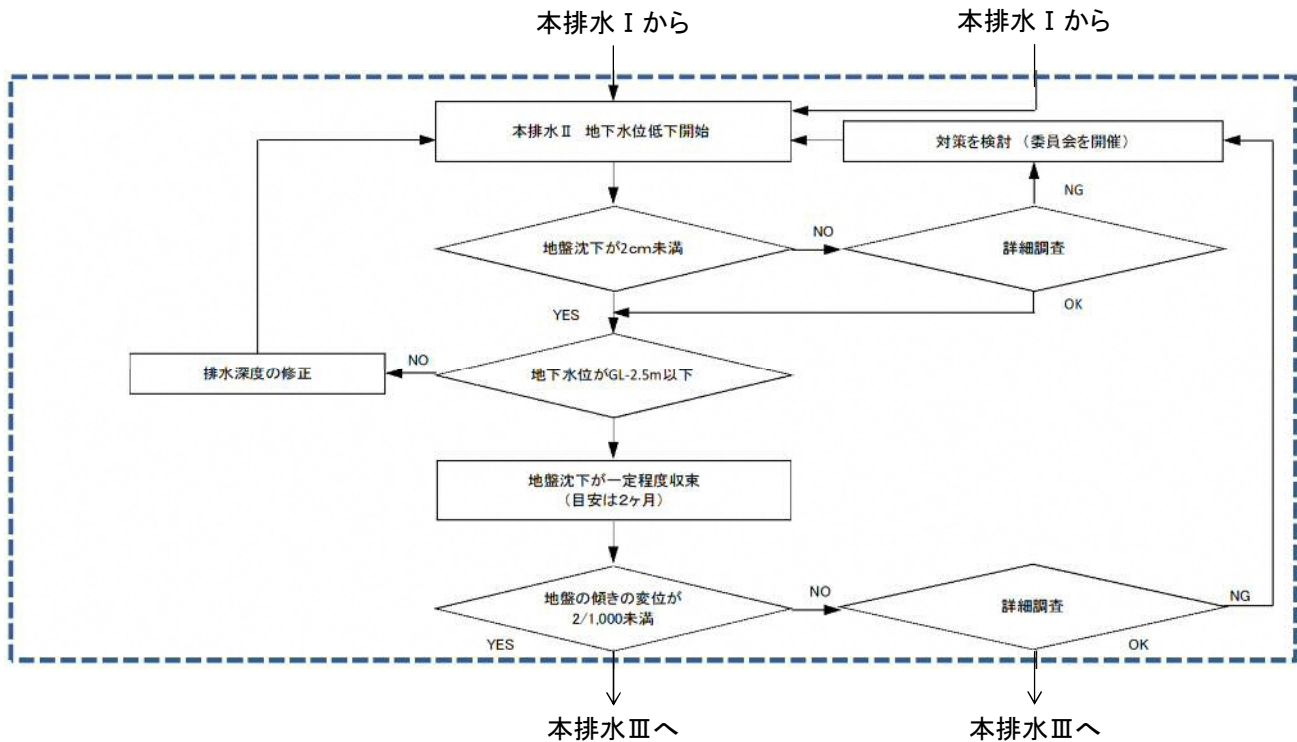 本排水Ⅰから
本排水Ⅰから
本排水Ⅱ 地下水位低下開始
対策を検討（委員会を開催）
NG
地盤沈下が2cm未満
NO
詳細調査
YES
OK
排水深度の修正
NO
地下水位がGL-2.5m以下
地盤沈下が一定程度収束
（目安は2ヶ月）
地盤の傾きの変位が
2/1,000未満
NO
詳細調査
NG
YES
OK
本排水Ⅲへ
本排水Ⅲへ